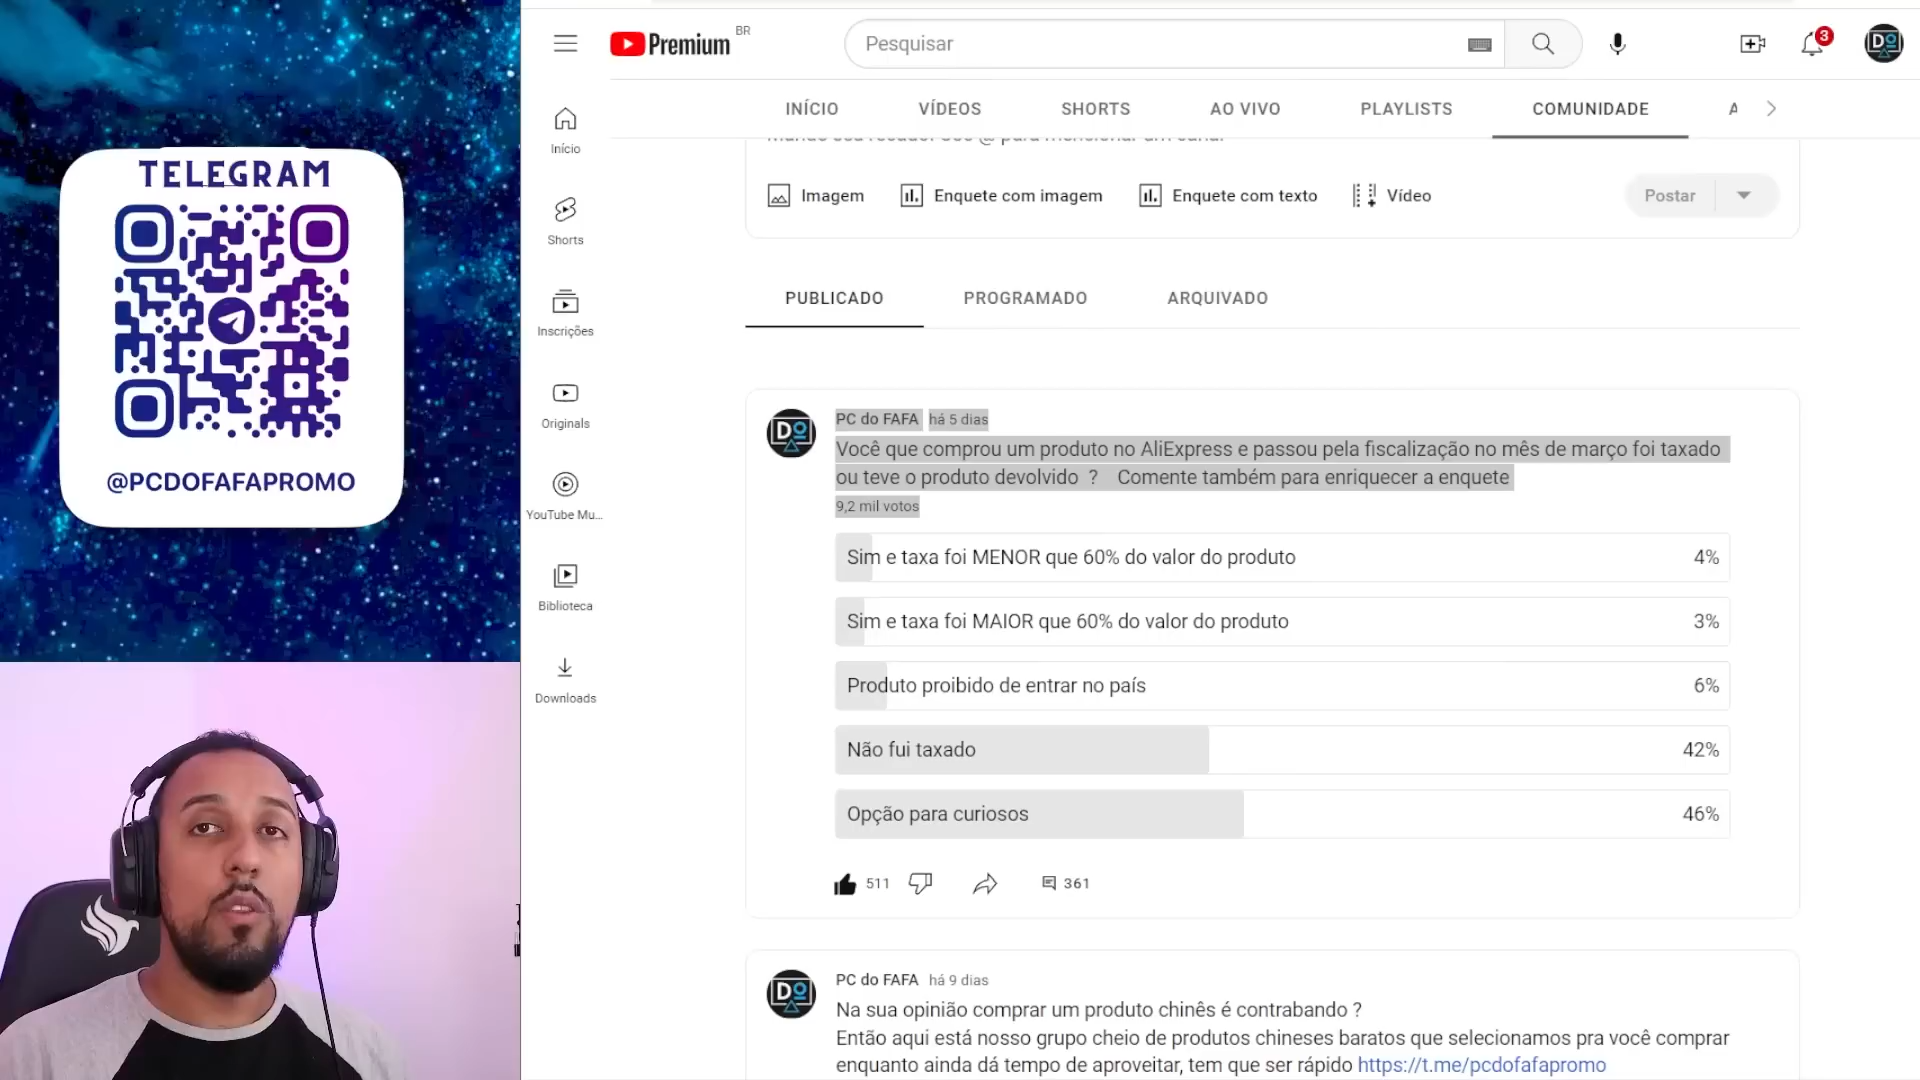 TELEGRAM
@PCDOFAFAPROMO
Premium BR
Pesquisar
3
INÍCIO VÍDEOS SHORTS AO VIVO PLAYLISTS COMUNIDADE
Início
Shorts
Inscrições
Originals
YouTube Mu...
Biblioteca
Downloads
Imagem Enquete com imagem Enquete com texto Vídeo Postar
PUBLICADO PROGRAMADO ARQUIVADO
PC do FAFA há 5 dias
Você que comprou um produto no AliExpress e passou pela fiscalização no mês de março foi taxado
ou teve o produto devolvido ? Comente também para enriquecer a enquete
9,2 mil votos
Sim e taxa foi MENOR que 60% do valor do produto 4%
Sim e taxa foi MAIOR que 60% do valor do produto 3%
Produto proibido de entrar no país 6%
Não fui taxado 42%
Opção para curiosos 46%
511 361
PC do FAFA há 9 dias
Na sua opinião comprar um produto chinês é contrabando ?
Então aqui está nosso grupo cheio de produtos chineses baratos que selecionamos pra você comprar
enquanto ainda dá tempo de aproveitar, tem que ser rápido https://t.me/pcdofafapromo